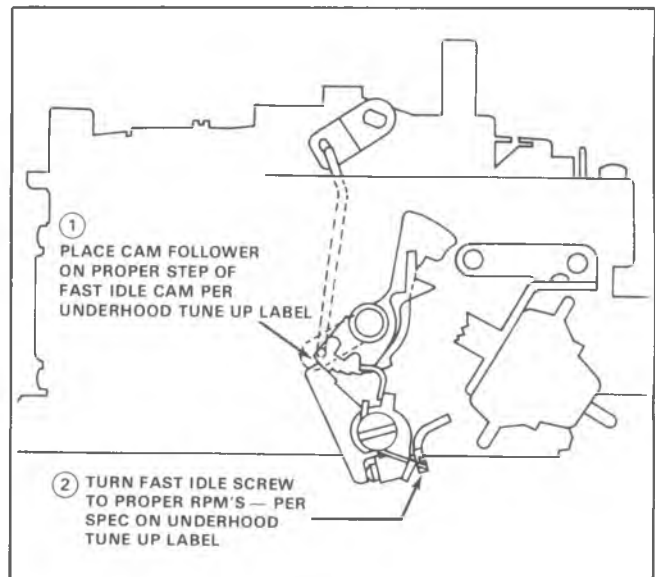 1
PLACE CAM FOLLOWER
ON PROPER STEP OF
FAST IDLE CAM PER
UNDERHOOD TUNE UP LABEL
2 TURN FAST IDLE SCREW
TO PROPER RPM'S — PER
SPEC ON UNDERHOOD
TUNE UP LABEL